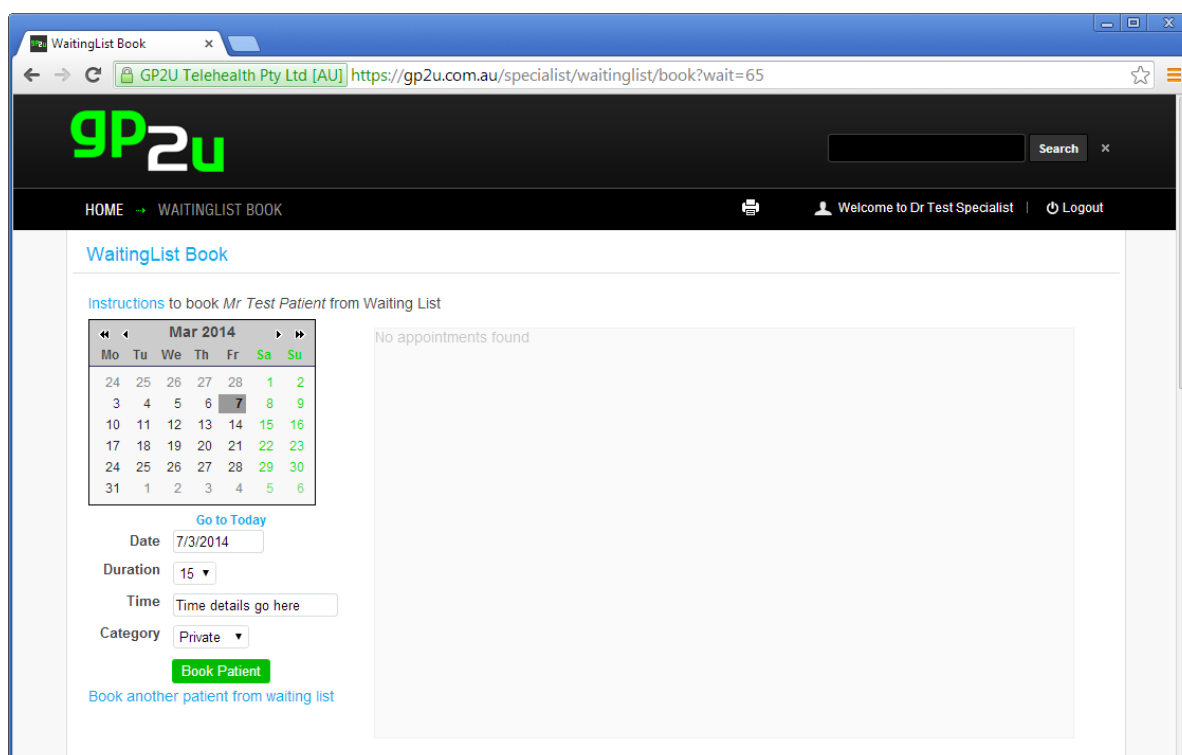 WaitingList Book
GP2U Telehealth Pty Ltd [AU] https://gp2u.com.au/specialist/waitinglist/book?wait=65
gp2u
Search ×
HOME WAITINGLIST BOOK Welcome to Dr Test Specialist | Logout
WaitingList Book
Instructions to book Mr Test Patient from Waiting List
Mar 2014
Mo Tu We Th Fr Sa Su
24 25 26 27 28 1 2
3 4 5 6 7 8 9
10 11 12 13 14 15 16
17 18 19 20 21 22 23
24 25 26 27 28 29 30
31 1 2 3 4 5 6
Go to Today
Date 7/3/2014
Duration 15
Time Time details go here
Category Private
Book Patient
Book another patient from waiting list
No appointments found